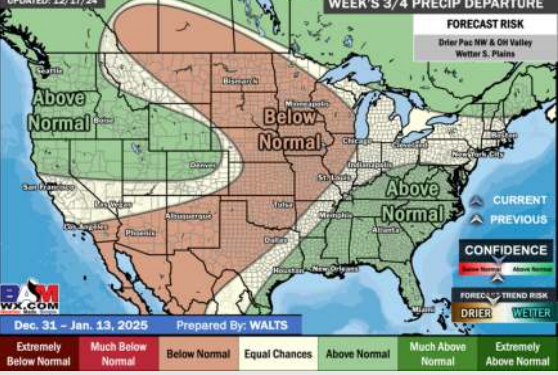 UPDATED: 12/17/24
WEEK'S 3/4 PRECIP DEPARTURE
FORECAST RISK
Drier Pac NW & OH Valley
Wetter S. Plains
Seattle
Above
Normal
Boise
Bismarck
Minneapolis
Below
Normal
Chicago
Cleveland
Boston
New York City
Indianapolis
Denver
St. Louis
San Francisco
Las Vegas
Los Angeles
Phoenix
Albuquerque
Tulsa
Memphis
Above
Normal
Atlanta
Dallas
Houston
New Orleans
Miami
CURRENT
PREVIOUS
CONFIDENCE
Below Normal
Above Normal
FORECAST TREND RISK
DRIER
WETTER
BAM
WX.COM
Dec. 31 – Jan. 13, 2025
Prepared By: WALTS
Extremely
Below Normal
Much Below
Normal
Below Normal
Equal Chances
Above Normal
Much Above
Normal
Extremely
Above Normal